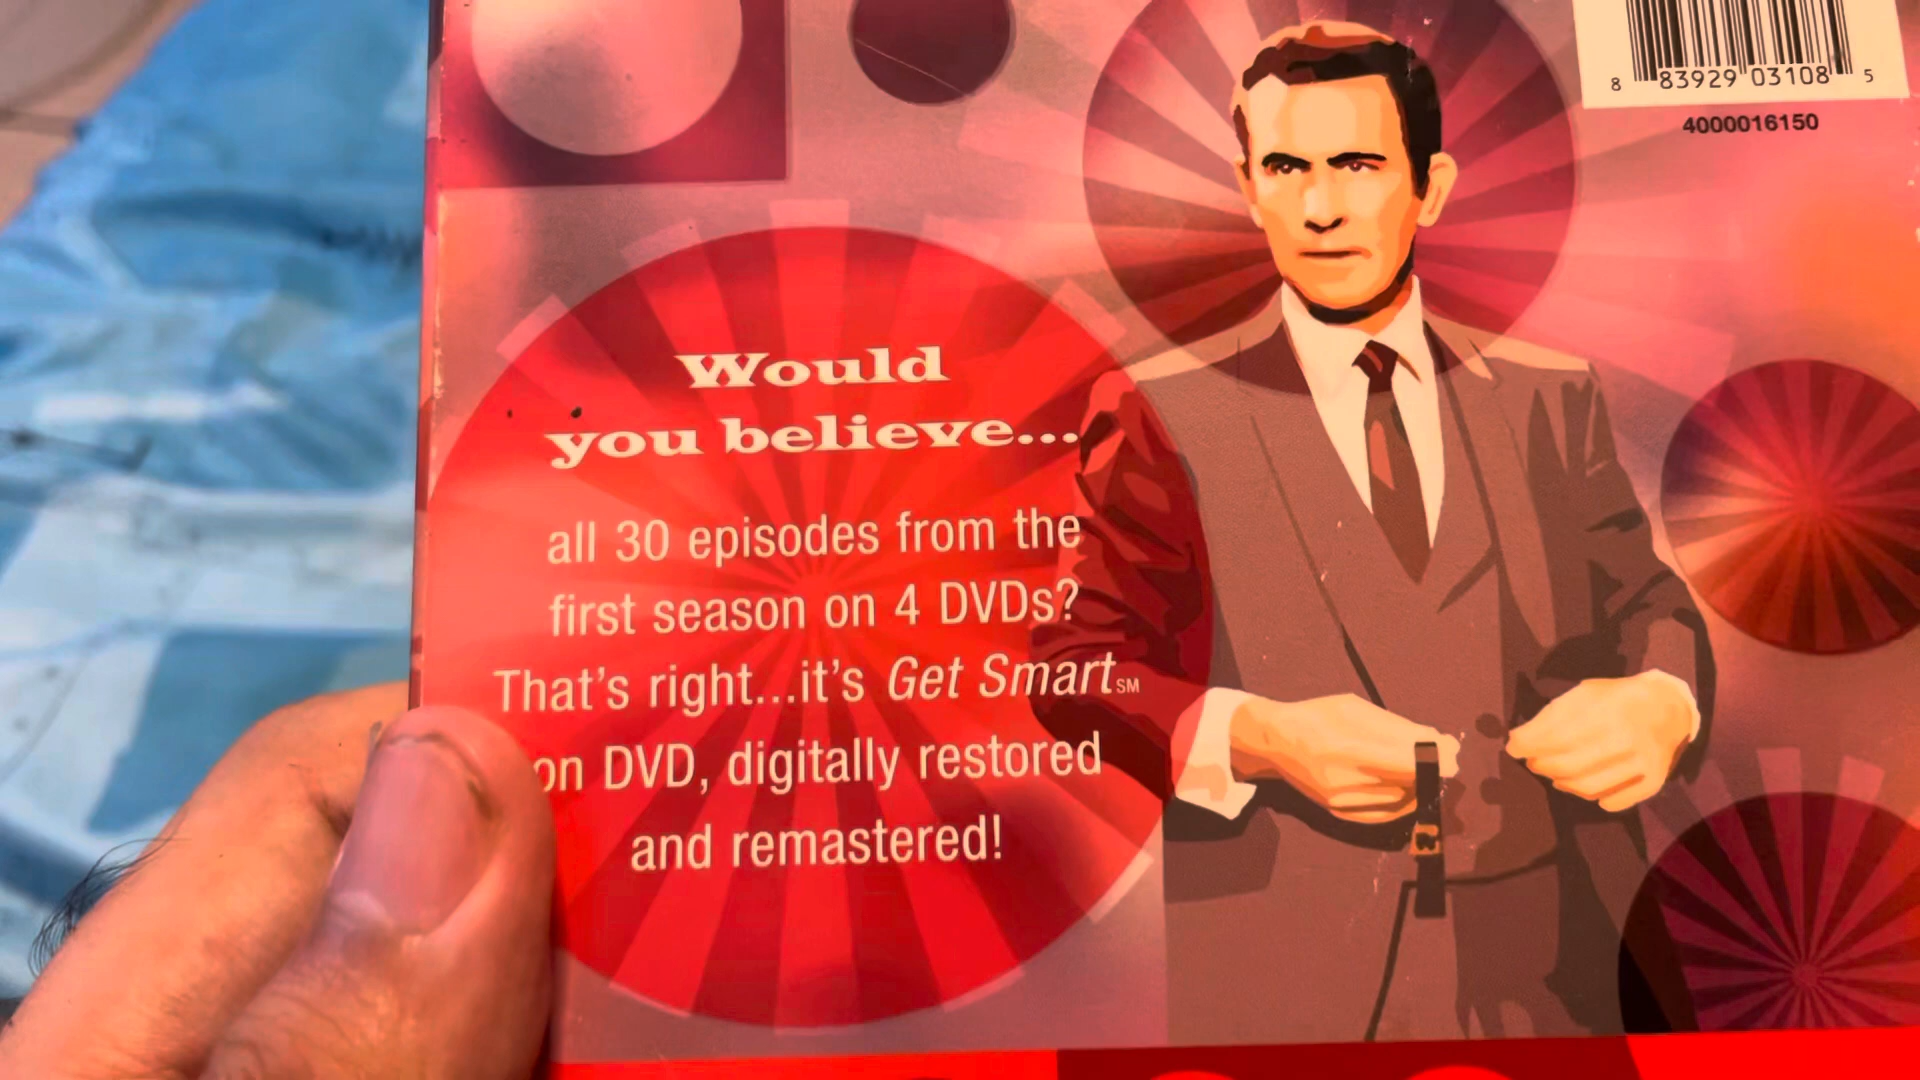 8 83929 03108 5
4000016150
Would
you believe...
all 30 episodes from the
first season on 4 DVDs?
That's right...it's Get Smart℠
on DVD, digitally restored
and remastered!